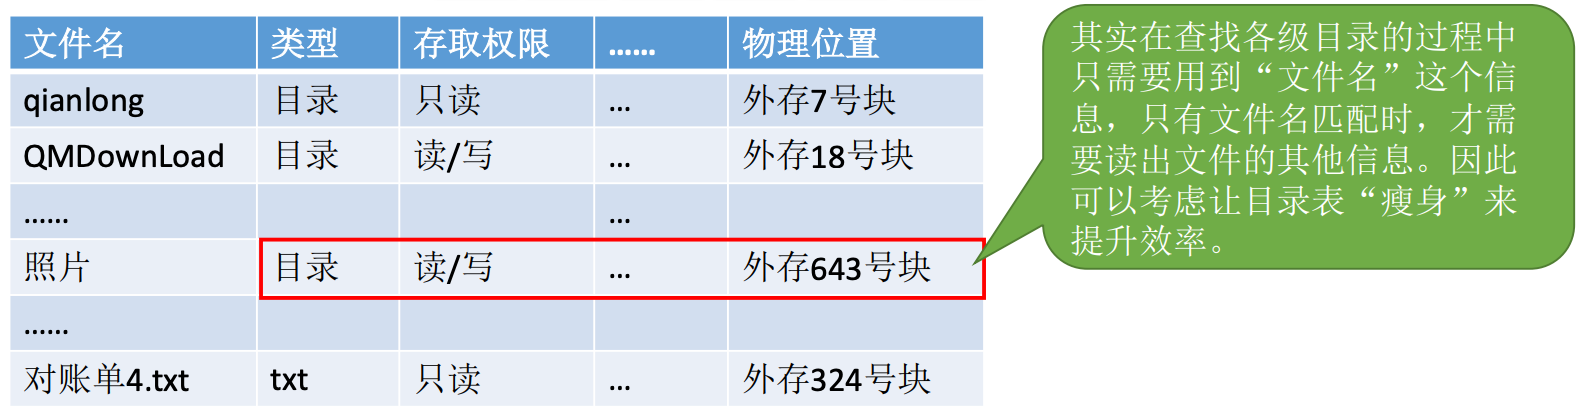 文件名 类型 存取权限 …… 物理位置
qianlong 目录 只读 … 外存7号块
QMDownLoad 目录 读/写 … 外存18号块
…… …
照片 目录 读/写 … 外存643号块
……
对账单4.txt txt 只读 … 外存324号块
其实在查找各级目录的过程中
只需要用到“文件名”这个信
息，只有文件名匹配时，才需
要读出文件的其他信息。因此
可以考虑让目录表“瘦身”来
提升效率。